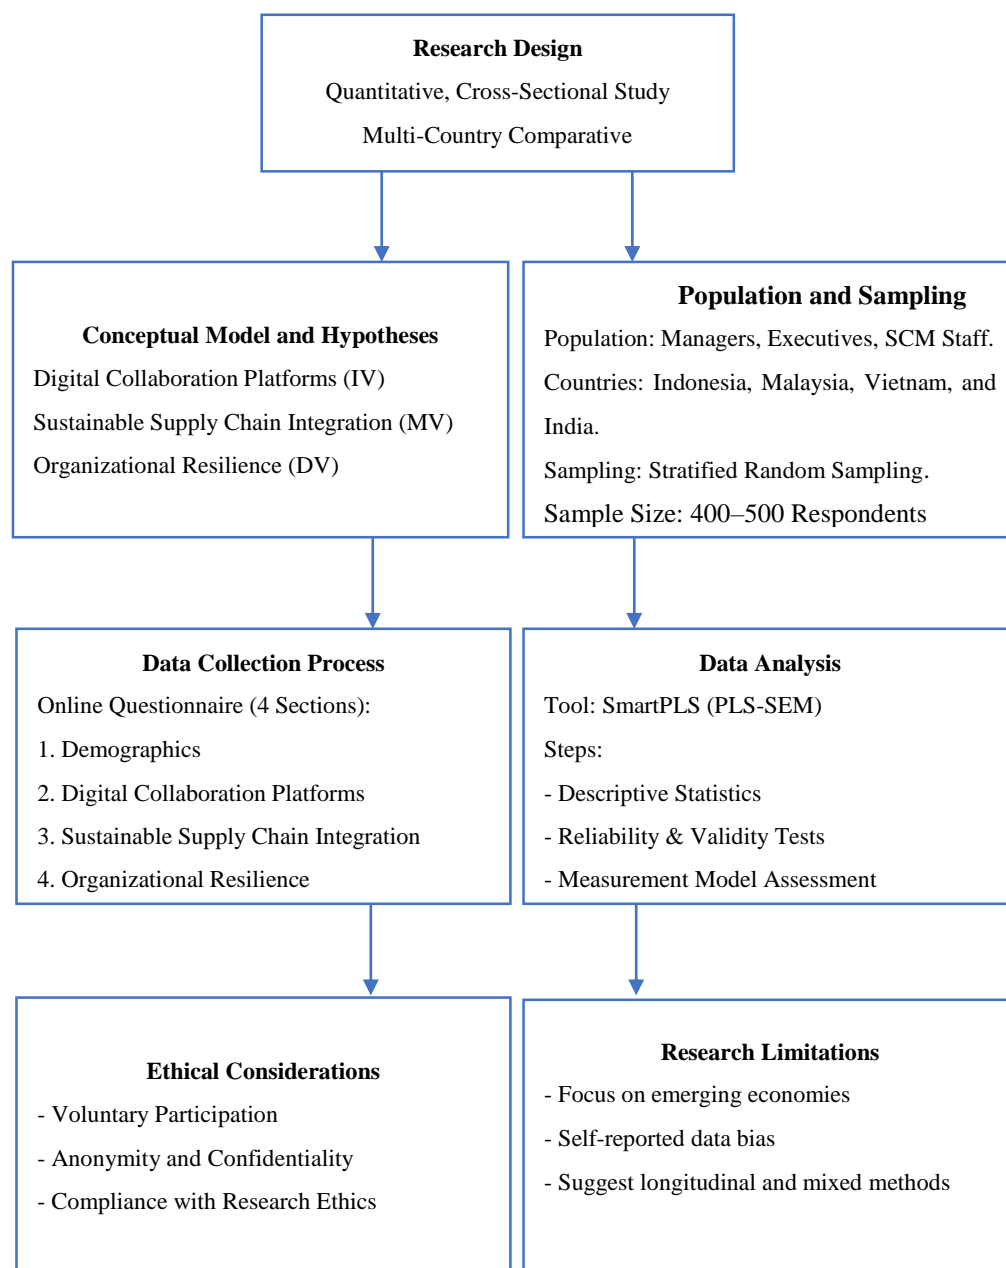 Research Design
Quantitative, Cross-Sectional Study
Multi-Country Comparative
Conceptual Model and Hypotheses
Digital Collaboration Platforms (IV)
Sustainable Supply Chain Integration (MV)
Organizational Resilience (DV)
Population and Sampling
Population: Managers, Executives, SCM Staff.
Countries: Indonesia, Malaysia, Vietnam, and
India.
Sampling: Stratified Random Sampling.
Sample Size: 400–500 Respondents
Data Collection Process
Online Questionnaire (4 Sections):
1. Demographics
2. Digital Collaboration Platforms
3. Sustainable Supply Chain Integration
4. Organizational Resilience
Data Analysis
Tool: SmartPLS (PLS-SEM)
Steps:
- Descriptive Statistics
- Reliability & Validity Tests
- Measurement Model Assessment
Ethical Considerations
- Voluntary Participation
- Anonymity and Confidentiality
- Compliance with Research Ethics
Research Limitations
- Focus on emerging economies
- Self-reported data bias
- Suggest longitudinal and mixed methods